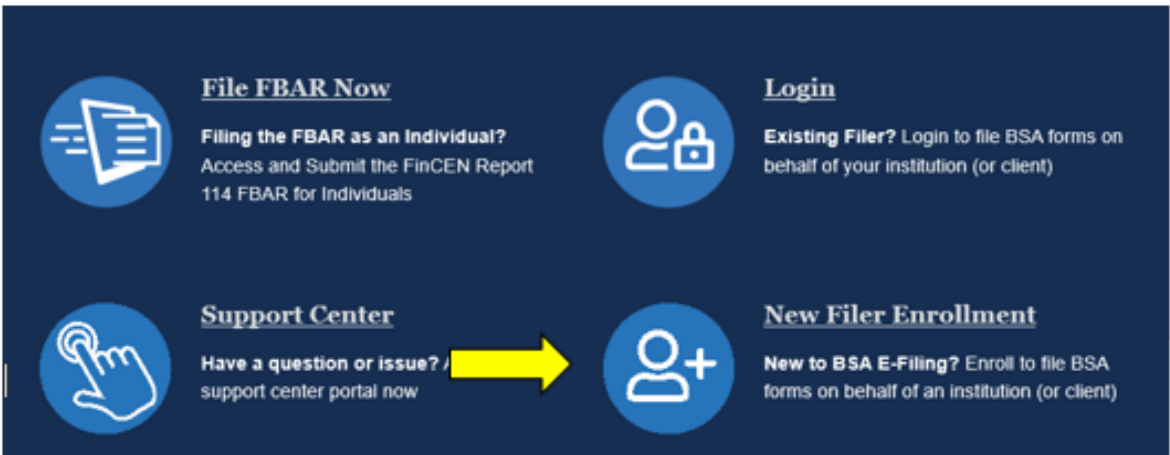 File FBAR Now
Filing the FBAR as an Individual?
Access and Submit the FinCEN Report
114 FBAR for Individuals
Login
Existing Filer? Login to file BSA forms on
behalf of your institution (or client)
Support Center
Have a question or issue?
support center portal now
New Filer Enrollment
New to BSA E-Filing? Enroll to file BSA
forms on behalf of an institution (or client)